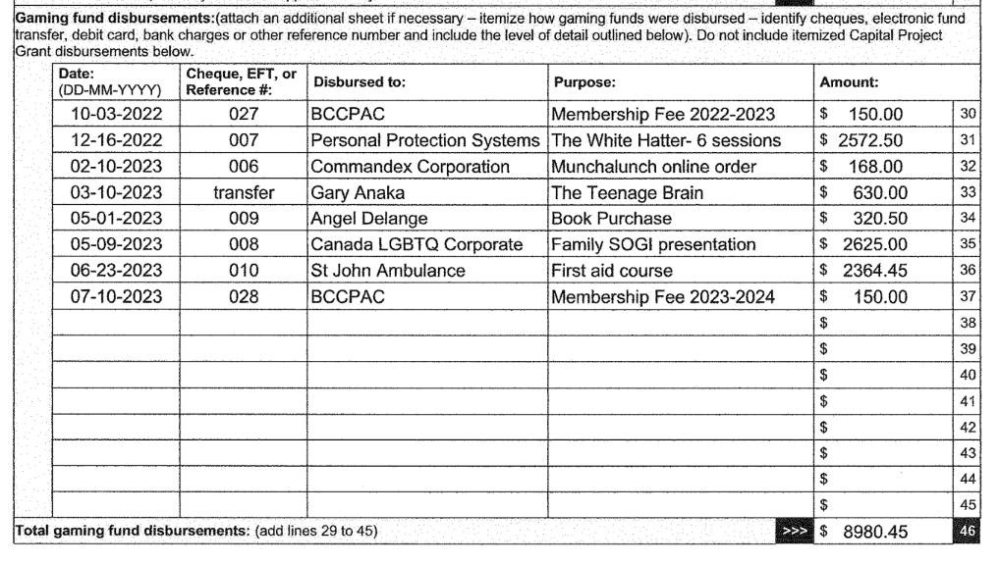 Gaming fund disbursements:(attach an additional sheet if necessary – itemize how gaming funds were disbursed – identify cheques, electronic fund
transfer, debit card, bank charges or other reference number and include the level of detail outlined below). Do not include itemized Capital Project
Grant disbursements below.
Date: (DD-MM-YYYY) Cheque, EFT, or Reference #: Disbursed to: Purpose: Amount:
10-03-2022 027 BCCPAC Membership Fee 2022-2023 $ 150.00 30
12-16-2022 007 Personal Protection Systems The White Hatter- 6 sessions $ 2572.50 31
02-10-2023 006 Commandex Corporation Munchalunch online order $ 168.00 32
03-10-2023 transfer Gary Anaka The Teenage Brain $ 630.00 33
05-01-2023 009 Angel Delange Book Purchase $ 320.50 34
05-09-2023 008 Canada LGBTQ Corporate Family SOGI presentation $ 2625.00 35
06-23-2023 010 St John Ambulance First aid course $ 2364.45 36
07-10-2023 028 BCCPAC Membership Fee 2023-2024 $ 150.00 37
$ 38
$ 39
$ 40
$ 41
$ 42
$ 43
$ 44
$ 45
Total gaming fund disbursements: (add lines 29 to 45) >>> $ 8980.45 46